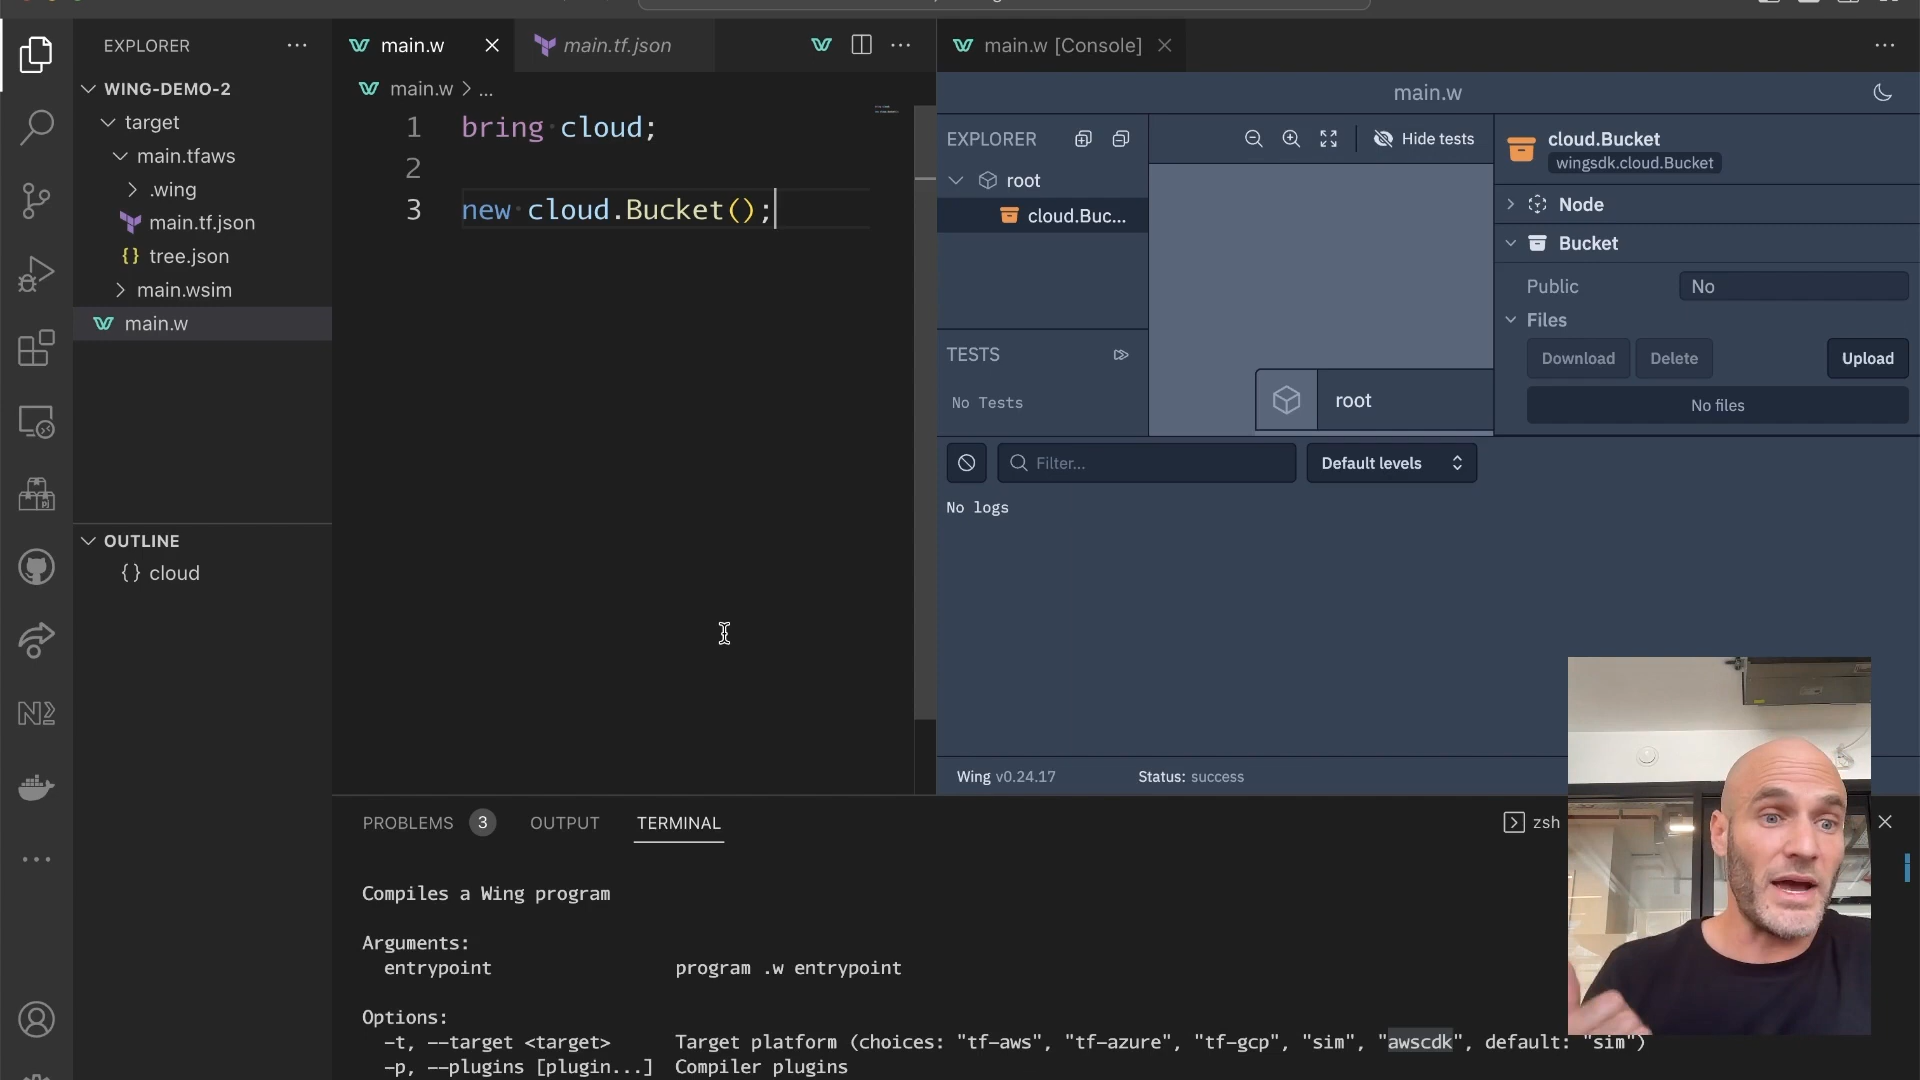 EXPLORER
WING-DEMO-2
target
main.tfaws
.wing
main.tf.json
tree.json
main.wsim
main.w
OUTLINE
{} cloud
main.w
main.tf.json
main.w > ...
1 bring cloud;
2
3 new cloud.Bucket();
main.w [Console]
main.w
EXPLORER
root
cloud.Buc...
TESTS
No Tests
Hide tests
root
cloud.Bucket
wingsdk.cloud.Bucket
Node
Bucket
Public No
Files
Download Delete Upload
No files
Filter...
Default levels
No logs
Wing v0.24.17 Status: success
PROBLEMS 3 OUTPUT TERMINAL
zsh
Compiles a Wing program
Arguments:
entrypoint program .w entrypoint
Options:
-t, --target <target> Target platform (choices: "tf-aws", "tf-azure", "tf-gcp", "sim", "awscdk", default: "sim")
-p, --plugins [plugin...] Compiler plugins